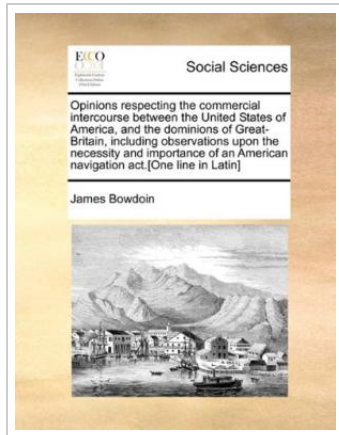 ECCO
Social Sciences
Opinions respecting the commercial
intercourse between the United States of
America, and the dominions of Great-
Britain, including observations upon the
necessity and importance of an American
navigation act.[One line in Latin]
James Bowdoin